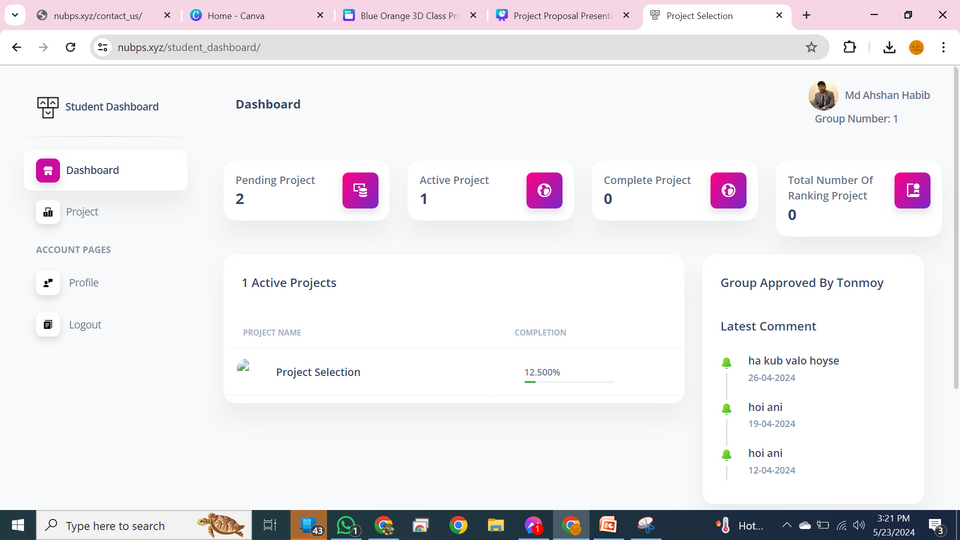 nubps.xyz/contact_us/
Home - Canva
Blue Orange 3D Class Pro
Project Proposal Presenta
Project Selection
nubps.xyz/student_dashboard/
Student Dashboard
Dashboard
Md Ahshan Habib
Group Number: 1
Dashboard
Project
ACCOUNT PAGES
Profile
Logout
Pending Project
2
Active Project
1
Complete Project
0
Total Number Of
Ranking Project
0
1 Active Projects
PROJECT NAME COMPLETION
Project Selection 12.500%
Group Approved By Tonmoy
Latest Comment
ha kub valo hoyse
26-04-2024
hoi ani
19-04-2024
hoi ani
12-04-2024
Type here to search
43
1
1
Hot...
3:21 PM
5/23/2024
3